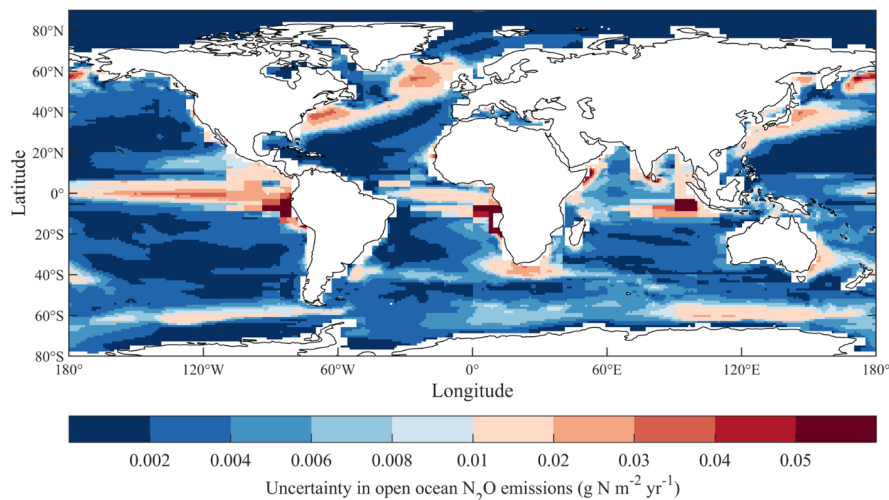 80°N
60°N
40°N
20°N
0°
20°S
40°S
60°S
80°S
Latitude
180° 120°W 60°W 0° 60°E 120°E 180°
Longitude
0.002 0.004 0.006 0.008 0.01 0.02 0.03 0.04 0.05
Uncertainty in open ocean N₂O emissions (g N m⁻² yr⁻¹)